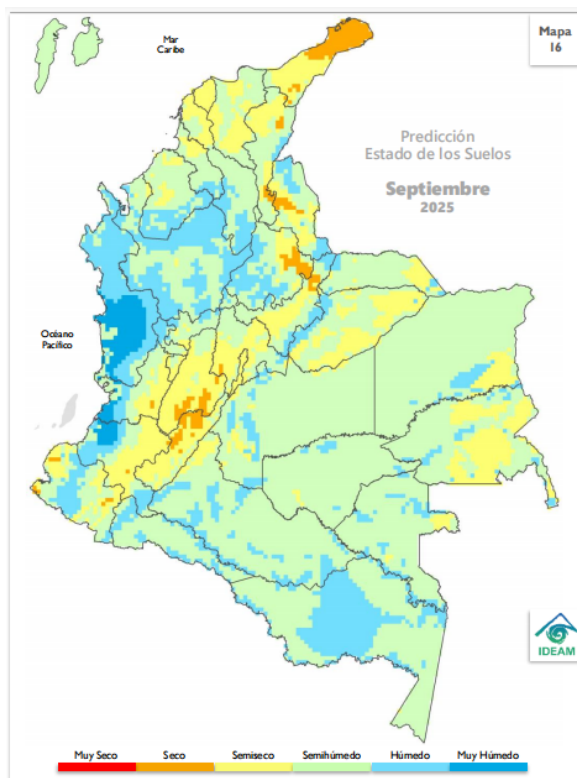 Mapa
16
Mar
Caribe
Predicción
Estado de los Suelos
Septiembre
2025
Océano
Pacífico
IDEAM
Muy Seco
Seco
Semiseco
Semihúmedo
Húmedo
Muy Húmedo